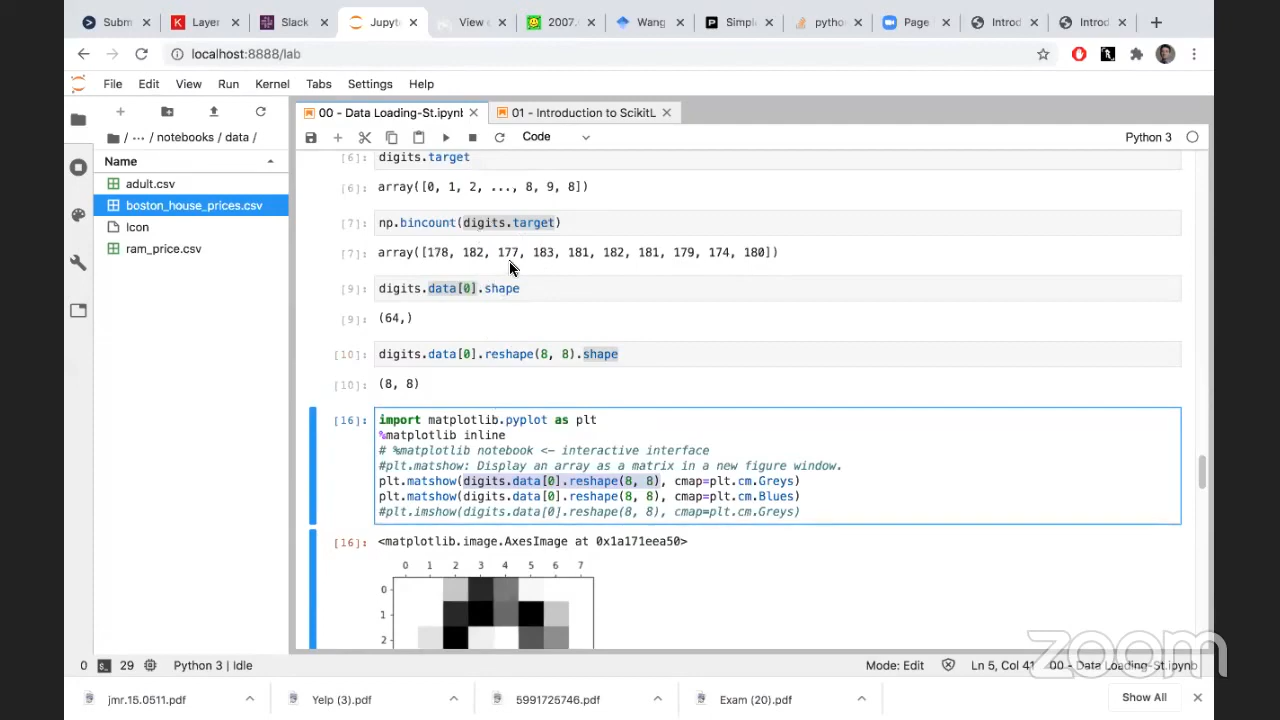 Subm
Layer
Slack
Jupyt
View c
2007.
Wang
Simpl
python
Page
Introd
Introd
localhost:8888/lab
File Edit View Run Kernel Tabs Settings Help
00 - Data Loading-St.ipynb
01 - Introduction to ScikitL
Code
Python 3
/ ··· / notebooks / data /
Name
adult.csv
boston_house_prices.csv
Icon
ram_price.csv
[6]: digits.target
[6]: array([0, 1, 2, ..., 8, 9, 8])
[7]: np.bincount(digits.target)
[7]: array([178, 182, 177, 183, 181, 182, 181, 179, 174, 180])
[9]: digits.data[0].shape
[9]: (64,)
[10]: digits.data[0].reshape(8, 8).shape
[10]: (8, 8)
[16]: import matplotlib.pyplot as plt
%matplotlib inline
# %matplotlib notebook <- interactive interface
#plt.matshow: Display an array as a matrix in a new figure window.
plt.matshow(digits.data[0].reshape(8, 8), cmap=plt.cm.Greys)
plt.matshow(digits.data[0].reshape(8, 8), cmap=plt.cm.Blues)
#plt.imshow(digits.data[0].reshape(8, 8), cmap=plt.cm.Greys)
[16]: <matplotlib.image.AxesImage at 0x1a171eea50>
0 1 2 3 4 5 6 7
0
1
2
zoom
0 29 Python 3 | Idle
Mode: Edit Ln 5, Col 41 00 - Data Loading-St.ipynb
jmr.15.0511.pdf
Yelp (3).pdf
5991725746.pdf
Exam (20).pdf
Show All